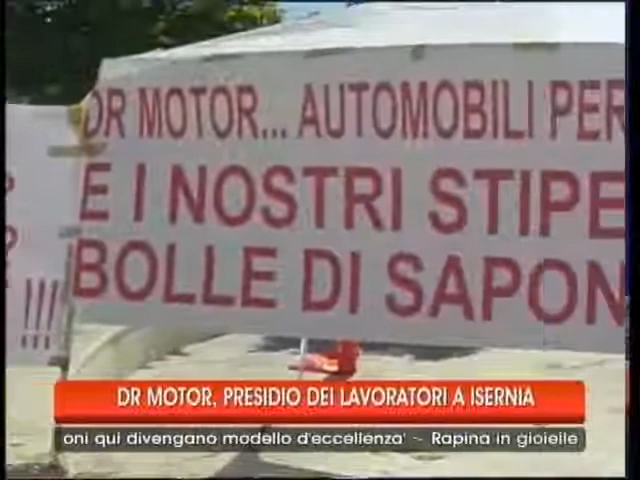 DR MOTOR... AUTOMOBILI PER
E I NOSTRI STIPE
BOLLE DI SAPON
!!!
DR MOTOR, PRESIDIO DEI LAVORATORI A ISERNIA
oni qui divengano modello d'eccellenza' ~ Rapina in gioielle